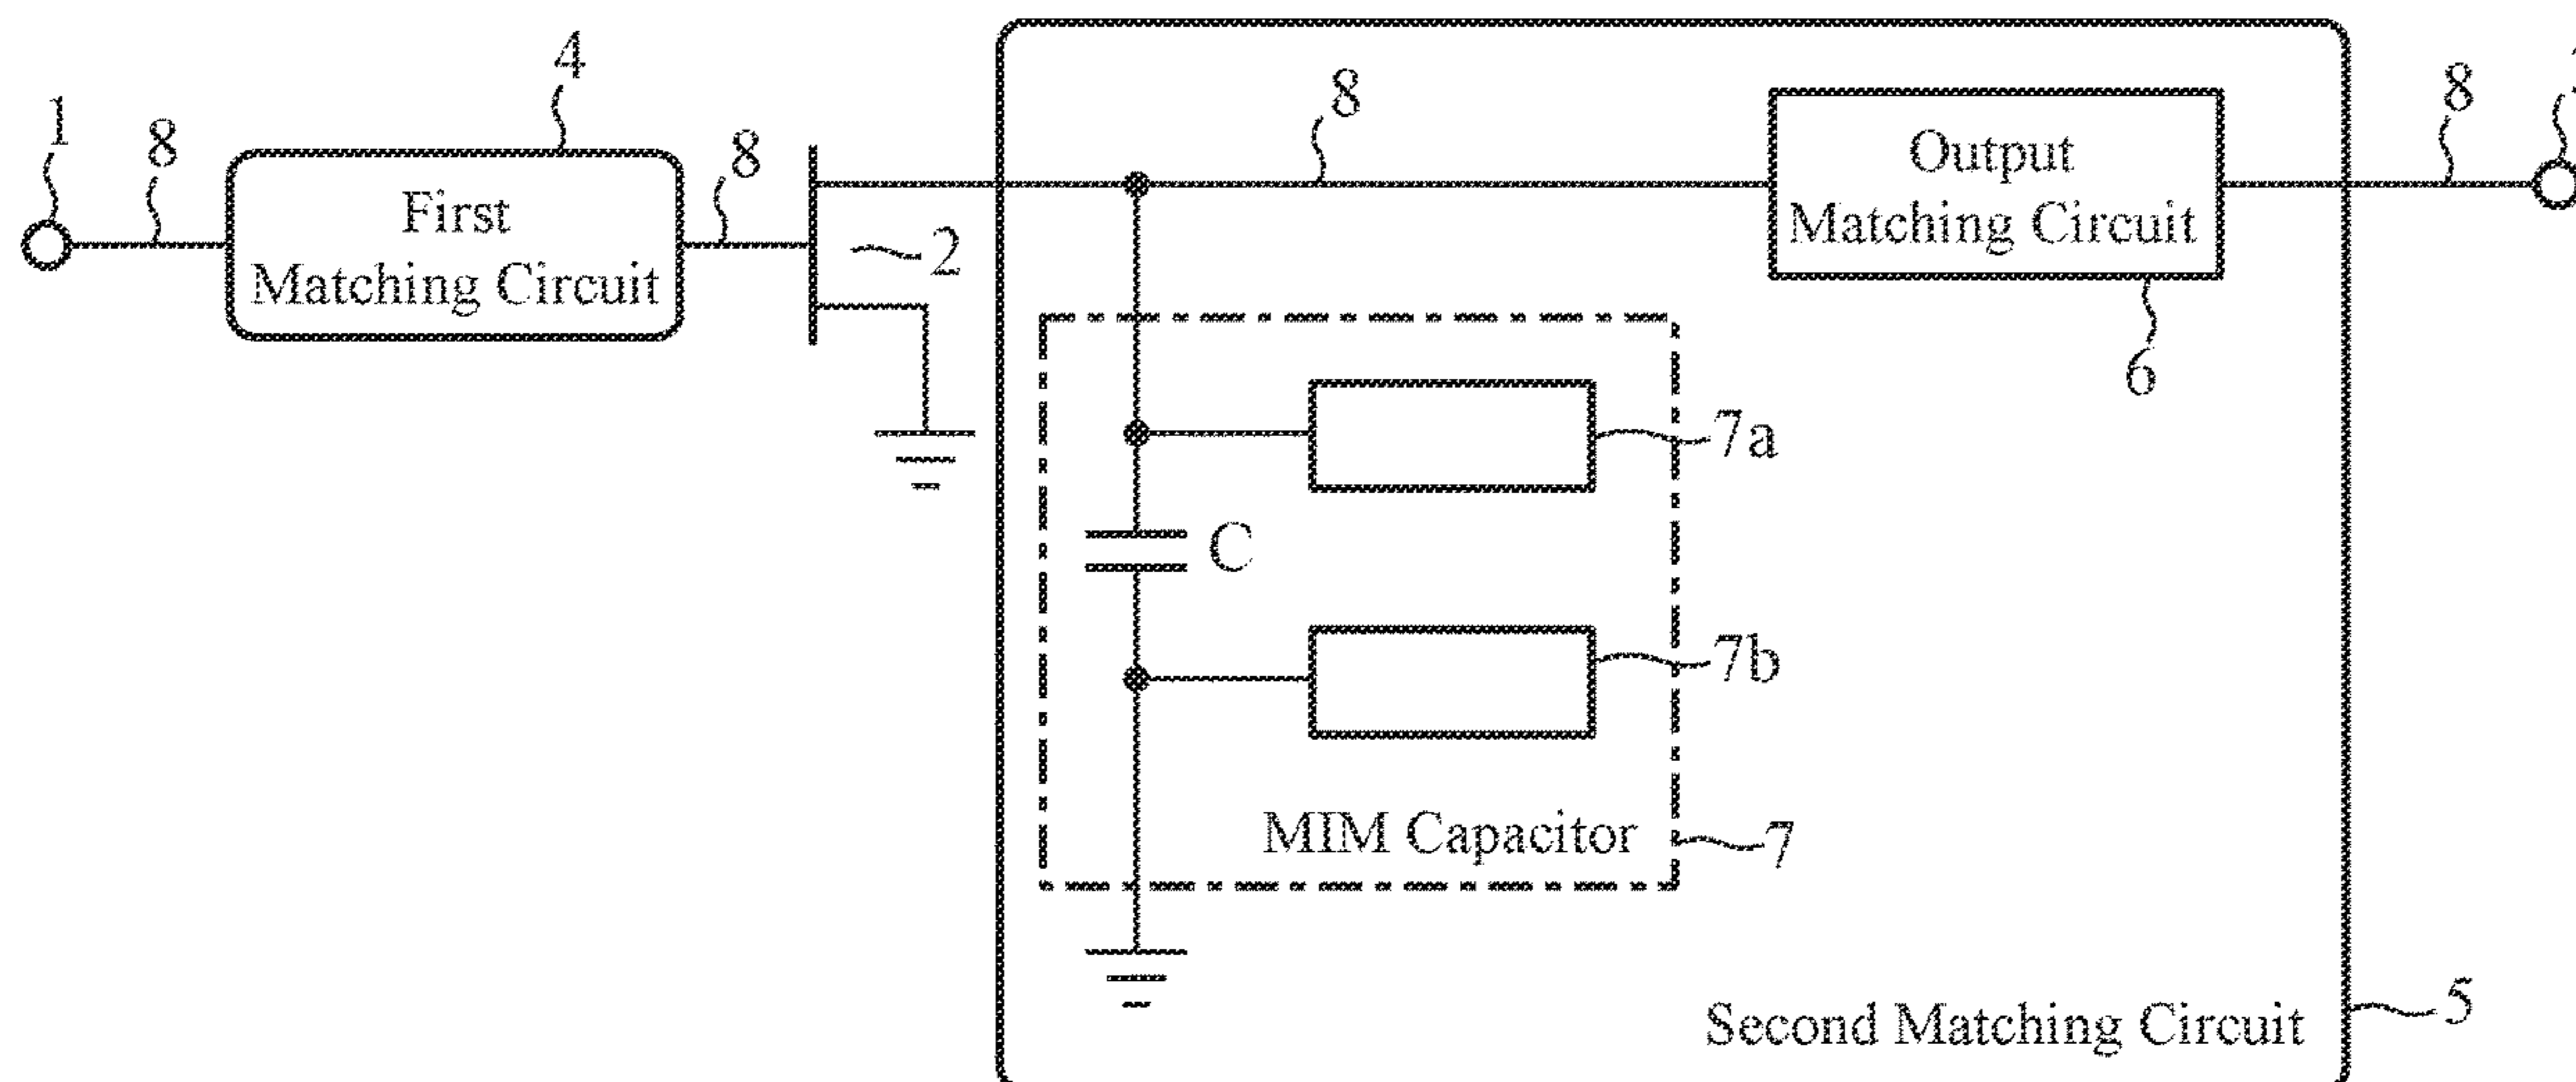 1
8
4
First
Matching Circuit
8
2
8
Output
Matching Circuit
6
8
7a
C
7b
MIM Capacitor
7
Second Matching Circuit
5